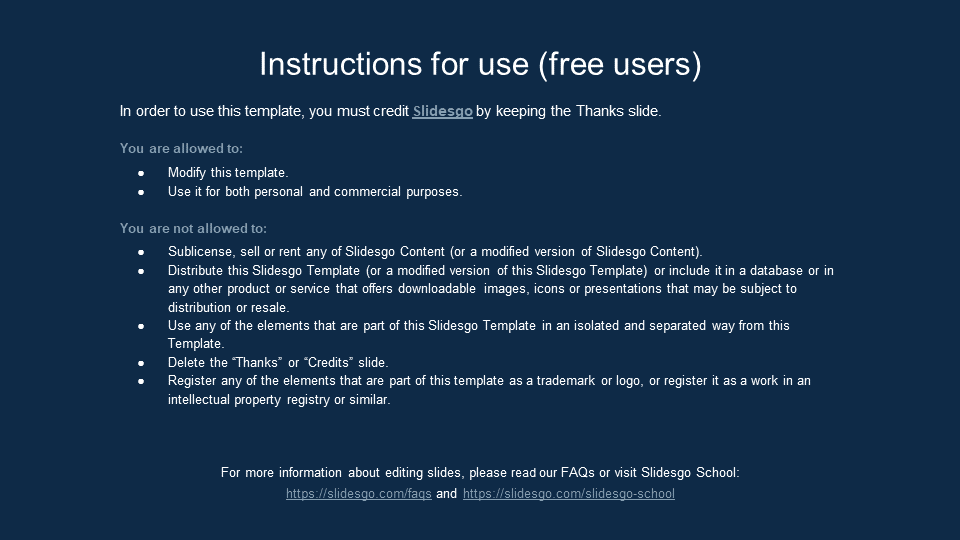 Instructions for use (free users)
In order to use this template, you must credit Slidesgo by keeping the Thanks slide.
You are allowed to:
● Modify this template.
● Use it for both personal and commercial purposes.
You are not allowed to:
● Sublicense, sell or rent any of Slidesgo Content (or a modified version of Slidesgo Content).
● Distribute this Slidesgo Template (or a modified version of this Slidesgo Template) or include it in a database or in
any other product or service that offers downloadable images, icons or presentations that may be subject to
distribution or resale.
● Use any of the elements that are part of this Slidesgo Template in an isolated and separated way from this
Template.
● Delete the “Thanks” or “Credits” slide.
● Register any of the elements that are part of this template as a trademark or logo, or register it as a work in an
intellectual property registry or similar.
For more information about editing slides, please read our FAQs or visit Slidesgo School:
https://slidesgo.com/faqs and https://slidesgo.com/slidesgo-school